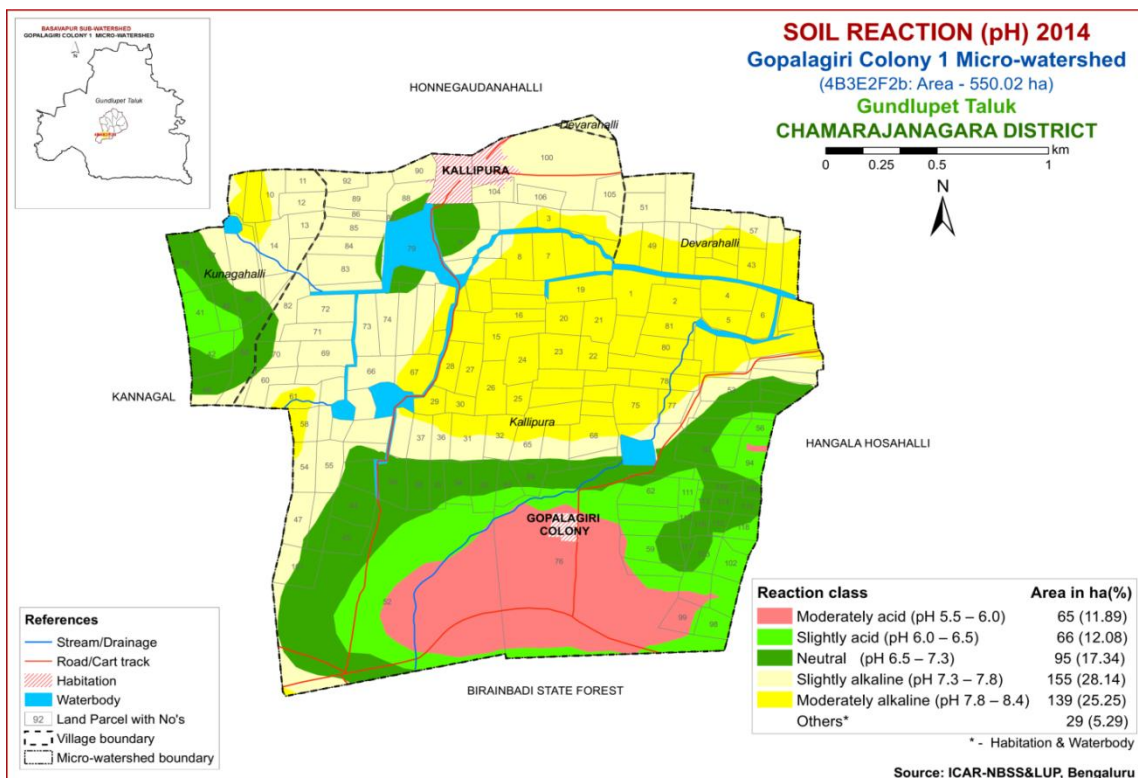 BASAVAPUR SUB-WATERSHED
GOPALAGIRI COLONY 1 MICRO-WATERSHED
N
Gundlupet Taluk
SOIL REACTION (pH) 2014
Gopalagiri Colony 1 Micro-watershed
(4B3E2F2b: Area - 550.02 ha)
Gundlupet Taluk
CHAMARAJANAGARA DISTRICT
km
0 0.25 0.5 1
N
HONNEGAUDANAHALLI
Devarahalli
KALLIPURA
100
90
11 92
10 89 88 104 106 105
12 51
86
13 85 3 57
14 84 49 Devarahalli
79 8 7 43
Kunagahalli 83
19 1 2 4
82 72
41 16 20 21 5 6
71 73 74 81
15 80
70 69 24 23 22
28
66 67 27 26 78
60
KANNAGAL
61 29 30 25 75 77
58 Kallipura
37 36 31 32 65 68
56
HANGALA HOSAHALLI
54 55 94
62 111
47
GOPALAGIRI
COLONY
59
76 102
52
99 98
BIRAINBADI STATE FOREST
References
Stream/Drainage
Road/Cart track
Habitation
Waterbody
92 Land Parcel with No's
Village boundary
Micro-watershed boundary
Reaction class Area in ha(%)
Moderately acid (pH 5.5 – 6.0) 65 (11.89)
Slightly acid (pH 6.0 – 6.5) 66 (12.08)
Neutral (pH 6.5 – 7.3) 95 (17.34)
Slightly alkaline (pH 7.3 – 7.8) 155 (28.14)
Moderately alkaline (pH 7.8 – 8.4) 139 (25.25)
Others* 29 (5.29)
* - Habitation & Waterbody
Source: ICAR-NBSS&LUP, Bengaluru